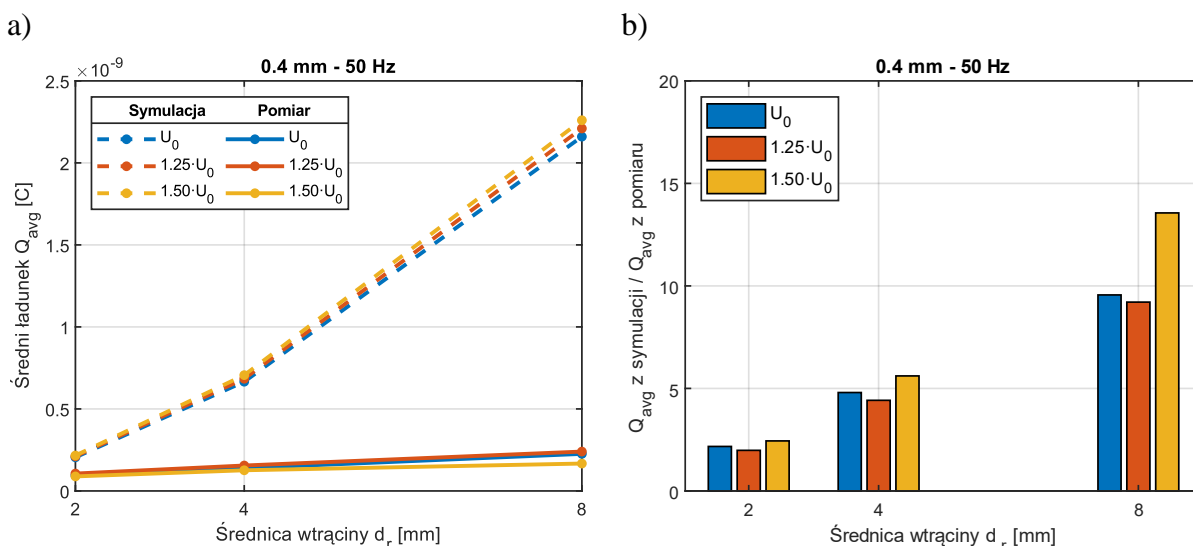 a)
0.4 mm - 50 Hz
×10⁻⁹
2.5
2
1.5
1
0.5
0
Średni ładunek Q_avg [C]
Symulacja Pomiar
U₀ U₀
1.25·U₀ 1.25·U₀
1.50·U₀ 1.50·U₀
2 4 8
Średnica wtrąciny d_r [mm]
b)
0.4 mm - 50 Hz
20
15
10
5
0
Q_avg z symulacji / Q_avg z pomiaru
U₀
1.25·U₀
1.50·U₀
2 4 8
Średnica wtrąciny d_r [mm]